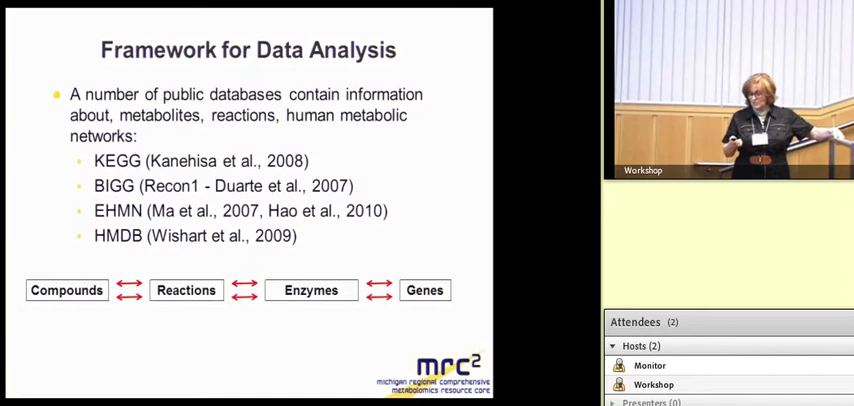 Framework for Data Analysis
A number of public databases contain information
about, metabolites, reactions, human metabolic
networks:
KEGG (Kanehisa et al., 2008)
BIGG (Recon1 - Duarte et al., 2007)
EHMN (Ma et al., 2007, Hao et al., 2010)
HMDB (Wishart et al., 2009)
Compounds Reactions Enzymes Genes
mrc2
michigan regional comprehensive
metabolomics resource core
Workshop
Attendees (2)
Hosts (2)
Monitor
Workshop
Presenters (0)